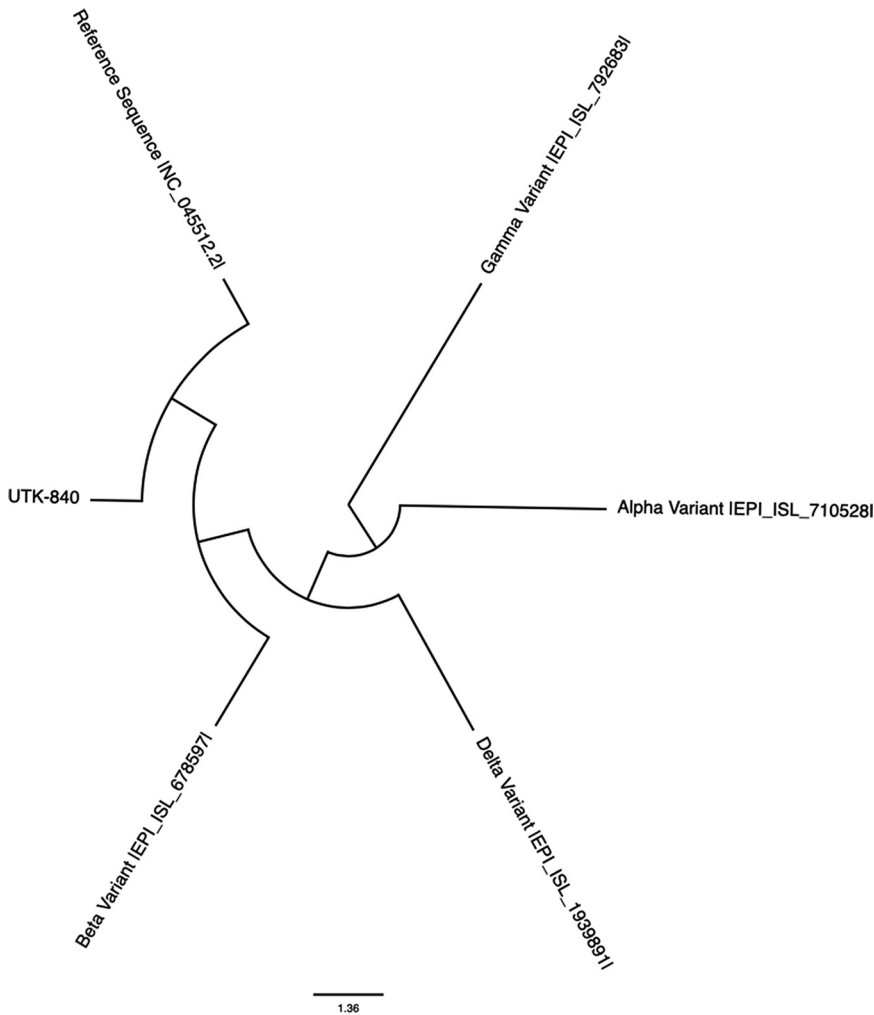 Reference Sequence |NC_045512.2|
Gamma Variant |EPI_ISL_792683|
UTK-840
Alpha Variant |EPI_ISL_710528|
Beta Variant |EPI_ISL_678597|
Delta Variant |EPI_ISL_1939891|
1.36